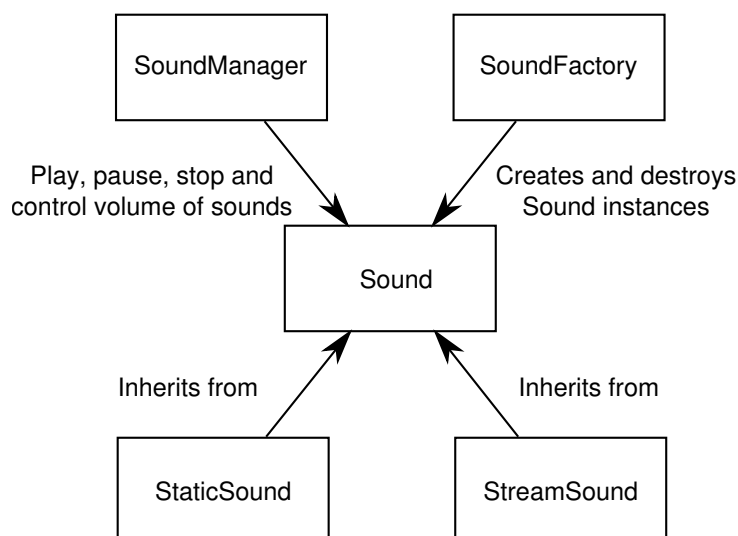 SoundManager
SoundFactory
Play, pause, stop and
control volume of sounds
Creates and destroys
Sound instances
Sound
Inherits from
Inherits from
StaticSound
StreamSound